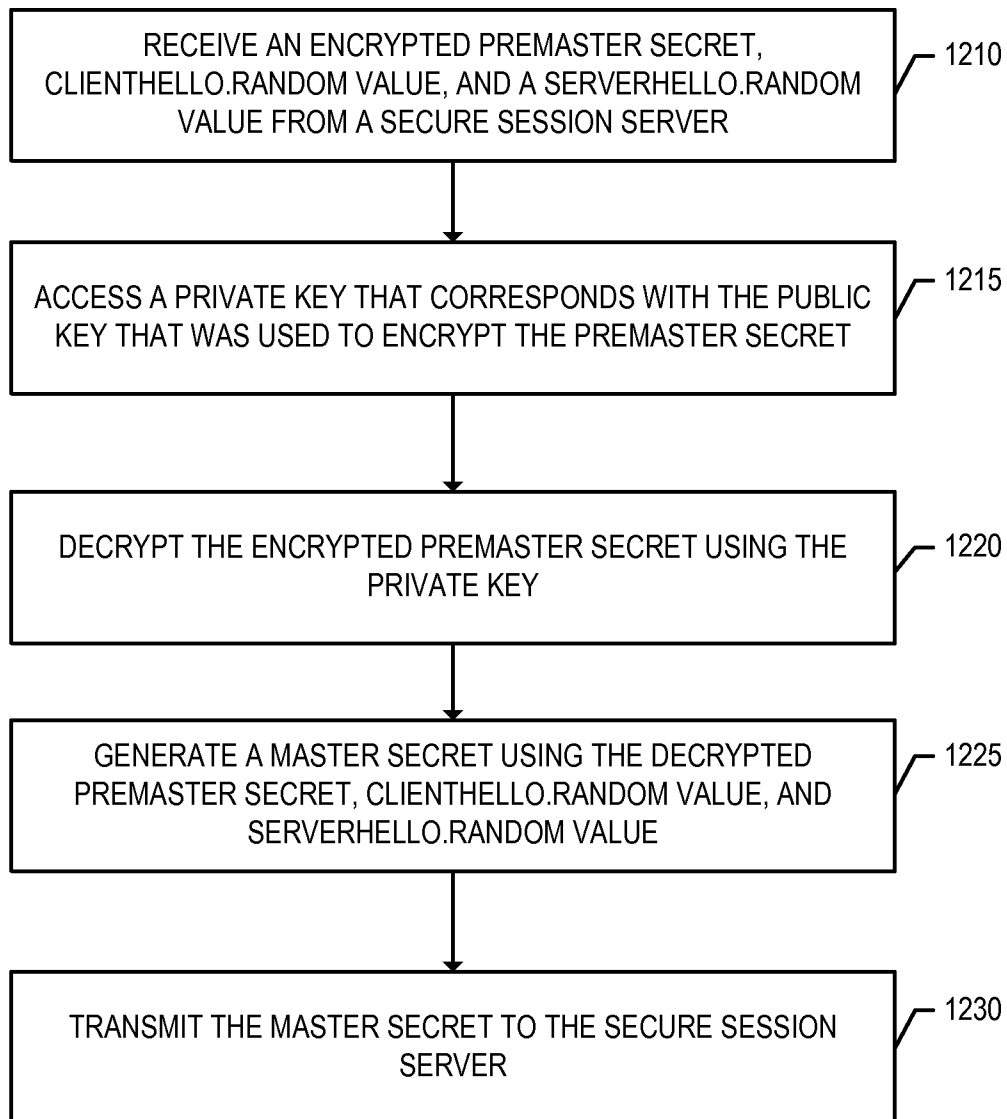 RECEIVE AN ENCRYPTED PREMASTER SECRET,
CLIENTHELLO.RANDOM VALUE, AND A SERVERHELLO.RANDOM
VALUE FROM A SECURE SESSION SERVER
1210
ACCESS A PRIVATE KEY THAT CORRESPONDS WITH THE PUBLIC
KEY THAT WAS USED TO ENCRYPT THE PREMASTER SECRET
1215
DECRYPT THE ENCRYPTED PREMASTER SECRET USING THE
PRIVATE KEY
1220
GENERATE A MASTER SECRET USING THE DECRYPTED
PREMASTER SECRET, CLIENTHELLO.RANDOM VALUE, AND
SERVERHELLO.RANDOM VALUE
1225
TRANSMIT THE MASTER SECRET TO THE SECURE SESSION
SERVER
1230